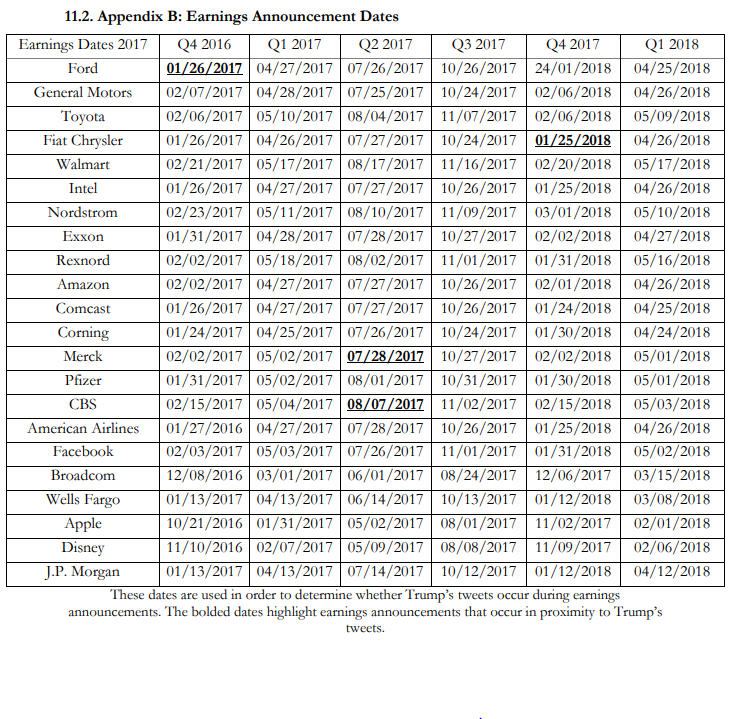 11.2. Appendix B: Earnings Announcement Dates
Earnings Dates 2017 Q4 2016 Q1 2017 Q2 2017 Q3 2017 Q4 2017 Q1 2018
Ford 01/26/2017 04/27/2017 07/26/2017 10/26/2017 24/01/2018 04/25/2018
General Motors 02/07/2017 04/28/2017 07/25/2017 10/24/2017 02/06/2018 04/26/2018
Toyota 02/06/2017 05/10/2017 08/04/2017 11/07/2017 02/06/2018 05/09/2018
Fiat Chrysler 01/26/2017 04/26/2017 07/27/2017 10/24/2017 01/25/2018 04/26/2018
Walmart 02/21/2017 05/17/2017 08/17/2017 11/16/2017 02/20/2018 05/17/2018
Intel 01/26/2017 04/27/2017 07/27/2017 10/26/2017 01/25/2018 04/26/2018
Nordstrom 02/23/2017 05/11/2017 08/10/2017 11/09/2017 03/01/2018 05/10/2018
Exxon 01/31/2017 04/28/2017 07/28/2017 10/27/2017 02/02/2018 04/27/2018
Rexnord 02/02/2017 05/18/2017 08/02/2017 11/01/2017 01/31/2018 05/16/2018
Amazon 02/02/2017 04/27/2017 07/27/2017 10/26/2017 02/01/2018 04/26/2018
Comcast 01/26/2017 04/27/2017 07/27/2017 10/26/2017 01/24/2018 04/25/2018
Corning 01/24/2017 04/25/2017 07/26/2017 10/24/2017 01/30/2018 04/24/2018
Merck 02/02/2017 05/02/2017 07/28/2017 10/27/2017 02/02/2018 05/01/2018
Pfizer 01/31/2017 05/02/2017 08/01/2017 10/31/2017 01/30/2018 05/01/2018
CBS 02/15/2017 05/04/2017 08/07/2017 11/02/2017 02/15/2018 05/03/2018
American Airlines 01/27/2016 04/27/2017 07/28/2017 10/26/2017 01/25/2018 04/26/2018
Facebook 02/03/2017 05/03/2017 07/26/2017 11/01/2017 01/31/2018 05/02/2018
Broadcom 12/08/2016 03/01/2017 06/01/2017 08/24/2017 12/06/2017 03/15/2018
Wells Fargo 01/13/2017 04/13/2017 06/14/2017 10/13/2017 01/12/2018 03/08/2018
Apple 10/21/2016 01/31/2017 05/02/2017 08/01/2017 11/02/2017 02/01/2018
Disney 11/10/2016 02/07/2017 05/09/2017 08/08/2017 11/09/2017 02/06/2018
J.P. Morgan 01/13/2017 04/13/2017 07/14/2017 10/12/2017 01/12/2018 04/12/2018
These dates are used in order to determine whether Trump's tweets occur during earnings
announcements. The bolded dates highlight earnings announcements that occur in proximity to Trump's
tweets.